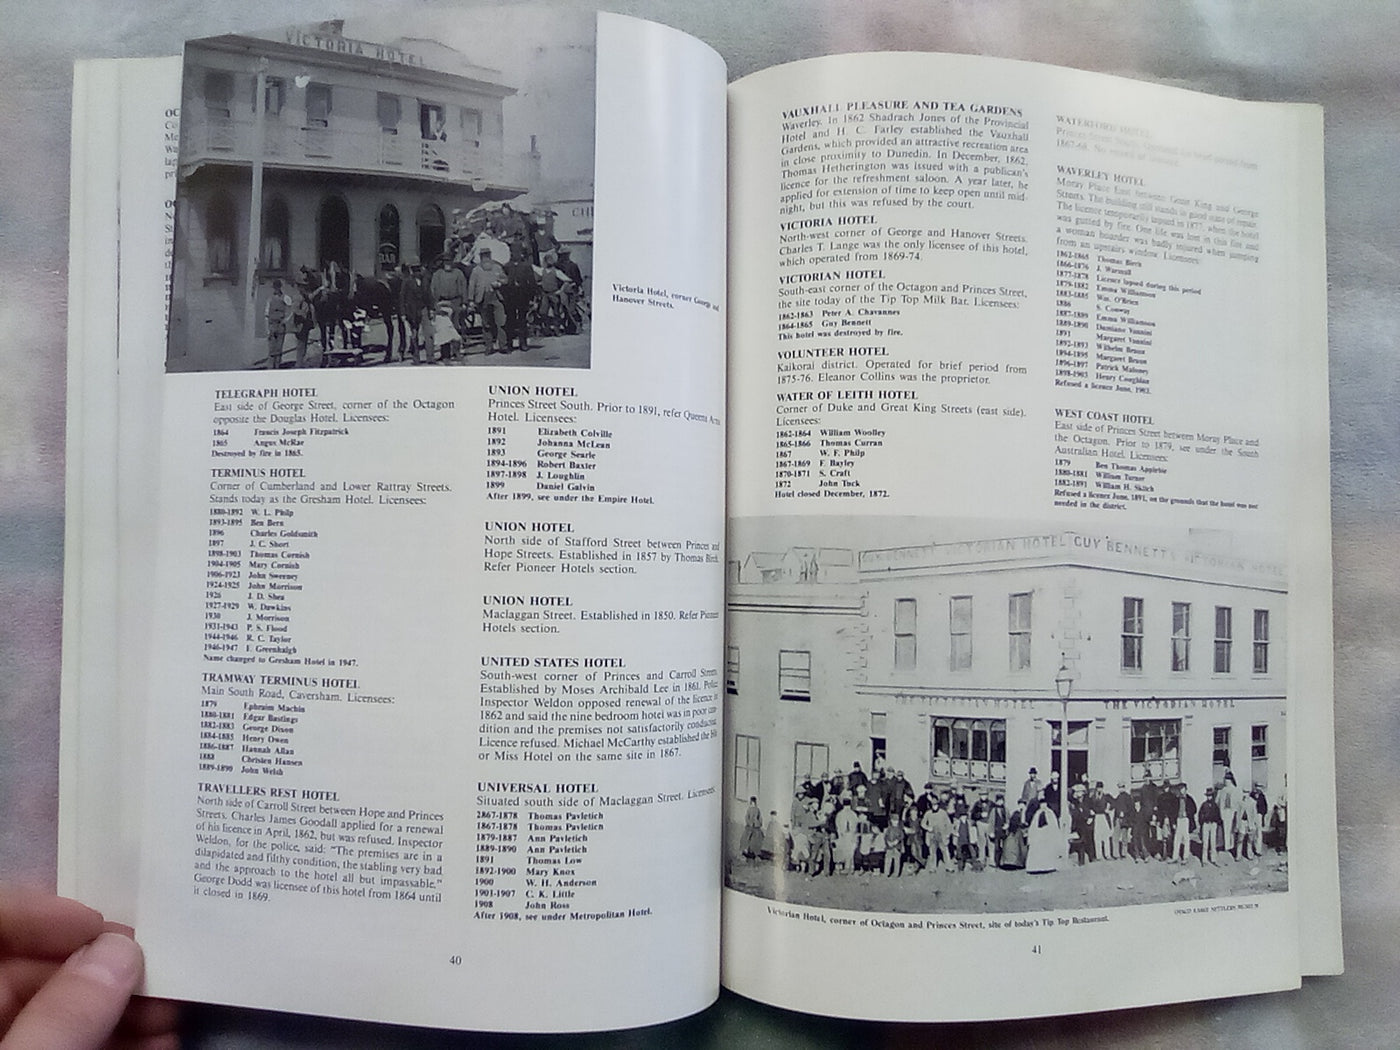 VICTORIA HOTEL
BAR
Victoria Hotel, corner George and
Hanover Streets.
TELEGRAPH HOTEL
East side of George Street, corner of the Octagon
opposite the Douglas Hotel. Licensees:
1864 Francis Joseph Fitzpatrick
1865 Angus McRae
Destroyed by fire in 1865.
TERMINUS HOTEL
Corner of Cumberland and Lower Rattray Streets.
Stands today as the Gresham Hotel. Licensees:
1880-1892 W. L. Philp
1893-1895 Ben Bern
1896 Charles Goldsmith
1897 J. C. Short
1898-1903 Thomas Cornish
1904-1905 Mary Cornish
1906-1923 John Sweeney
1924-1925 John Morrison
1926 J. D. Shea
1927-1929 W. Dawkins
1930 J. Morrison
1931-1943 P. S. Flood
1944-1946 R. C. Taylor
1946-1947 F. Greenhalgh
Name changed to Gresham Hotel in 1947.
TRAMWAY TERMINUS HOTEL
Main South Road, Caversham. Licensees:
1879 Ephraim Machin
1880-1881 Edgar Bastings
1882-1883 George Dixon
1884-1885 Henry Owen
1886-1887 Hannah Allan
1888 Christen Hansen
1889-1890 John Welsh
TRAVELLERS REST HOTEL
North side of Carroll Street between Hope and Princes
Streets. Charles James Goodall applied for a renewal
of his licence in April, 1862, but was refused. Inspector
Weldon, for the police, said: "The premises are in a
dilapidated and filthy condition, the stabling very bad
and the approach to the hotel all but impassable."
George Dodd was licensee of this hotel from 1864 until
it closed in 1869.
UNION HOTEL
Princes Street South. Prior to 1891, refer Queens Arms
Hotel. Licensees:
1891 Elizabeth Colville
1892 Johanna McLean
1893 George Searle
1894-1896 Robert Baxter
1897-1898 J. Loughlin
1899 Daniel Galvin
After 1899, see under the Empire Hotel.
UNION HOTEL
North side of Stafford Street between Princes and
Hope Streets. Established in 1857 by Thomas Birch.
Refer Pioneer Hotels section.
UNION HOTEL
Maclaggan Street. Established in 1850. Refer Pioneer
Hotels section.
UNITED STATES HOTEL
South-west corner of Princes and Carroll Streets.
Established by Moses Archibald Lee in 1861. Police
Inspector Weldon opposed renewal of the licence in
1862 and said the nine bedroom hotel was in poor con-
dition and the premises not satisfactorily conducted.
Licence refused. Michael McCarthy established the
or Miss Hotel on the same site in 1867.
UNIVERSAL HOTEL
Situated south side of Maclaggan Street. Licensees:
2867-1878 Thomas Pavletich
1867-1878 Thomas Pavletich
1879-1887 Ann Pavletich
1889-1890 Ann Pavletich
1891 Thomas Low
1892-1900 Mary Knox
1900 W. H. Anderson
1901-1907 C. K. Little
1908 John Ross
After 1908, see under Metropolitan Hotel.
40
VAUXHALL PLEASURE AND TEA GARDENS
Waverley. In 1862 Shadrach Jones of the Provincial
Hotel and H. C. Farley established the Vauxhall
Gardens, which provided an attractive recreation area
in close proximity to Dunedin. In December, 1862,
Thomas Hetherington was issued with a publican's
licence for the refreshment saloon. A year later, he
applied for extension of time to keep open until mid-
night, but this was refused by the court.
VICTORIA HOTEL
North-west corner of George and Hanover Streets.
Charles T. Lange was the only licensee of this hotel,
which operated from 1869-74.
VICTORIAN HOTEL
South-east corner of the Octagon and Princes Street,
the site today of the Tip Top Milk Bar. Licensees:
1862-1863 Peter A. Chavannes
1864-1865 Guy Bennett
This hotel was destroyed by fire.
VOLUNTEER HOTEL
Kaikorai district. Operated for brief period from
1875-76. Eleanor Collins was the proprietor.
WATER OF LEITH HOTEL
Corner of Duke and Great King Streets (east side).
Licensees:
1862-1864 William Woolley
1865-1866 Thomas Curran
1867 W. F. Philp
1867-1869 F. Bayley
1870-1871 S. Craft
1872 John Tuck
Hotel closed December, 1872.
WATERFORD HOTEL
Princes Street South. Operated for brief period from
1867-68. No record of licensee.
WAVERLEY HOTEL
Moray Place East between Great King and George
Streets. The building still stands in good state of repair.
The licence temporarily lapsed in 1877, when the hotel
was gutted by fire. One life was lost in this fire and
a woman boarder was badly injured when jumping
from an upstairs window. Licensees:
1862-1865 Thomas Birch
1866-1876 J. Warmull
1877-1878 Licence lapsed during this period
1879-1882 Emma Williamson
1883-1885 Wm. O'Brien
1886 S. Conway
1887-1889 Emma Williamson
1889-1890 Damiano Vannini
1891 Margaret Vannini
1892-1893 Wilhelm Braun
1894-1895 Margaret Braun
1896-1897 Patrick Maloney
1898-1903 Henry Coughlan
Refused a licence June, 1903.
WEST COAST HOTEL
East side of Princes Street between Moray Place and
the Octagon. Prior to 1879, see under the South
Australian Hotel. Licensees:
1879 Ben Thomas Appleble
1880-1881 William Turner
1882-1891 William H. Skitch
Refused a licence June, 1891, on the grounds that the hotel was not
needed in the district.
GUY BENNETT VICTORIAN HOTEL GUY BENNETT'S VICTORIAN HOTEL
THE VICTORIAN HOTEL THE VICTORIAN HOTEL
Victorian Hotel, corner of Octagon and Princes Street, site of today's Tip Top Restaurant.
OTAGO EARLY SETTLERS MUSEUM
41